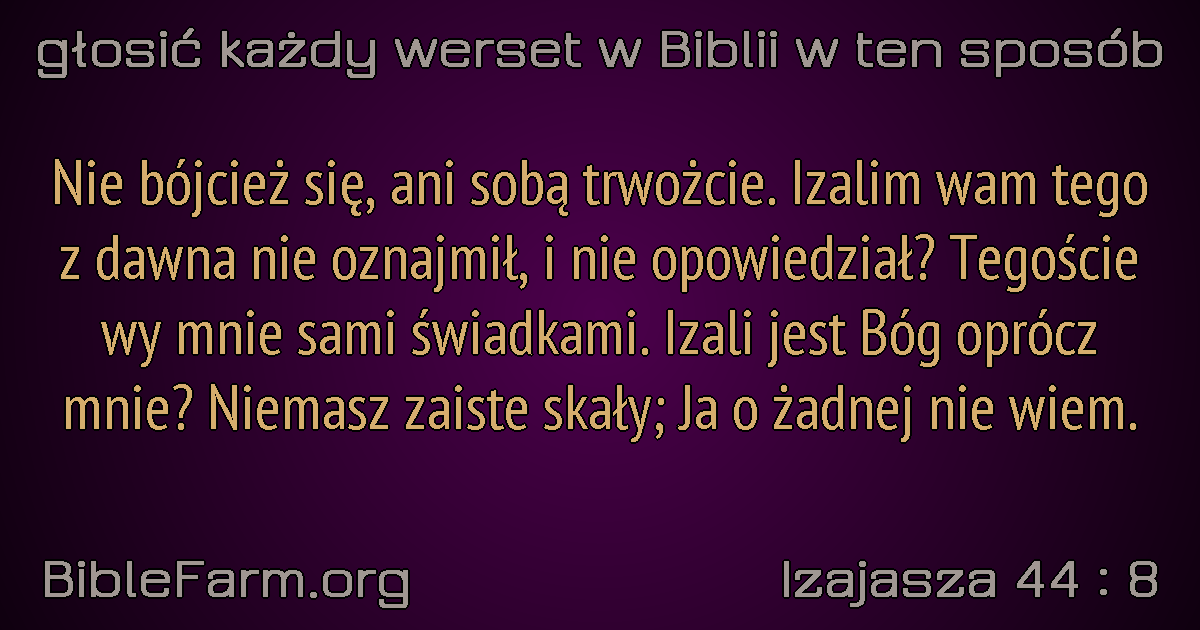 głosić każdy werset w Biblii w ten sposób
Nie bójcież się, ani sobą trwożcie. Izalim wam tego
z dawna nie oznajmił, i nie opowiedział? Tegoście
wy mnie sami świadkami. Izali jest Bóg oprócz
mnie? Niemasz zaiste skały; Ja o żadnej nie wiem.
BibleFarm.org
Izajasza 44 : 8